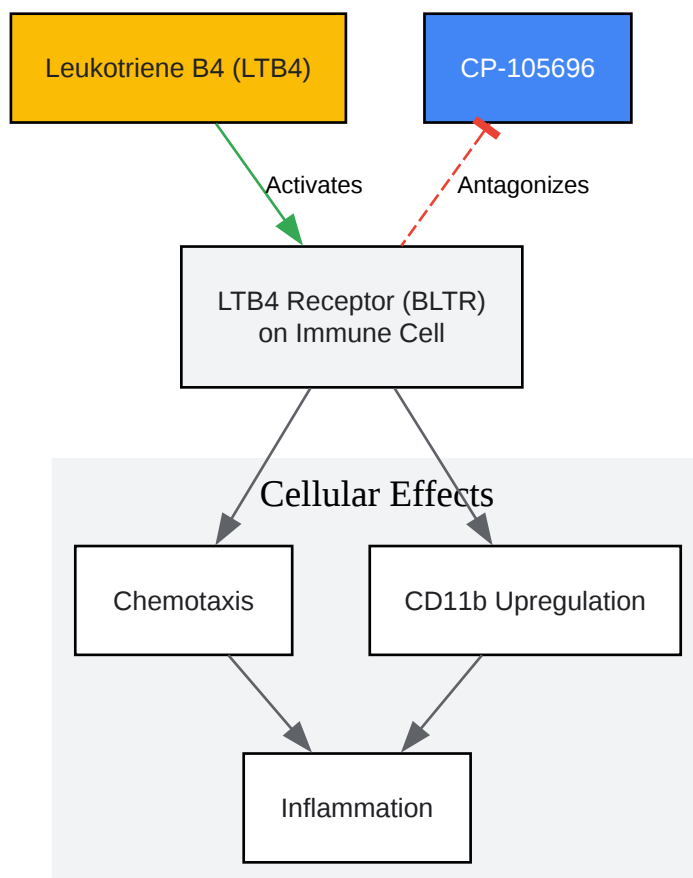 Leukotriene B4 (LTB4)
CP-105696
Activates
Antagonizes
LTB4 Receptor (BLTR)
on Immune Cell
Cellular Effects
Chemotaxis
CD11b Upregulation
Inflammation